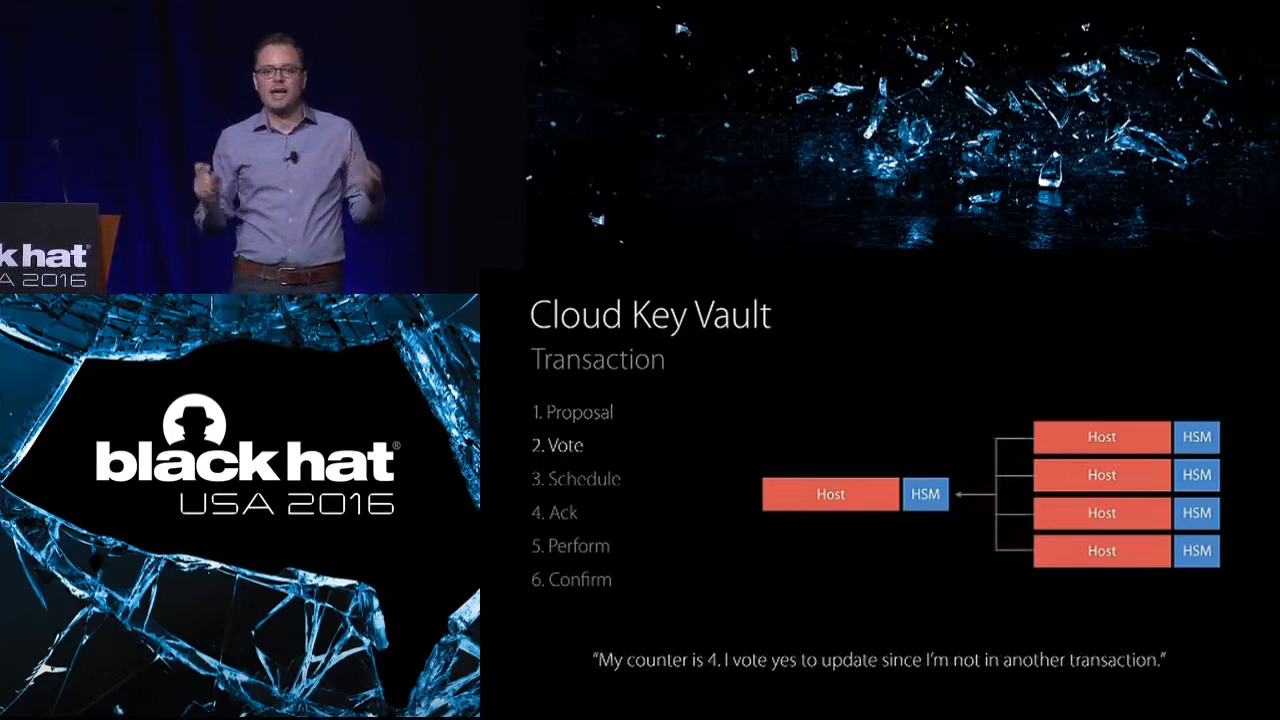 k hat®
A 2016
black hat®
USA 2016
Cloud Key Vault
Transaction
1. Proposal
2. Vote
3. Schedule
4. Ack
5. Perform
6. Confirm
Host HSM
Host HSM
Host HSM
Host HSM
Host HSM
“My counter is 4. I vote yes to update since I’m not in another transaction.”